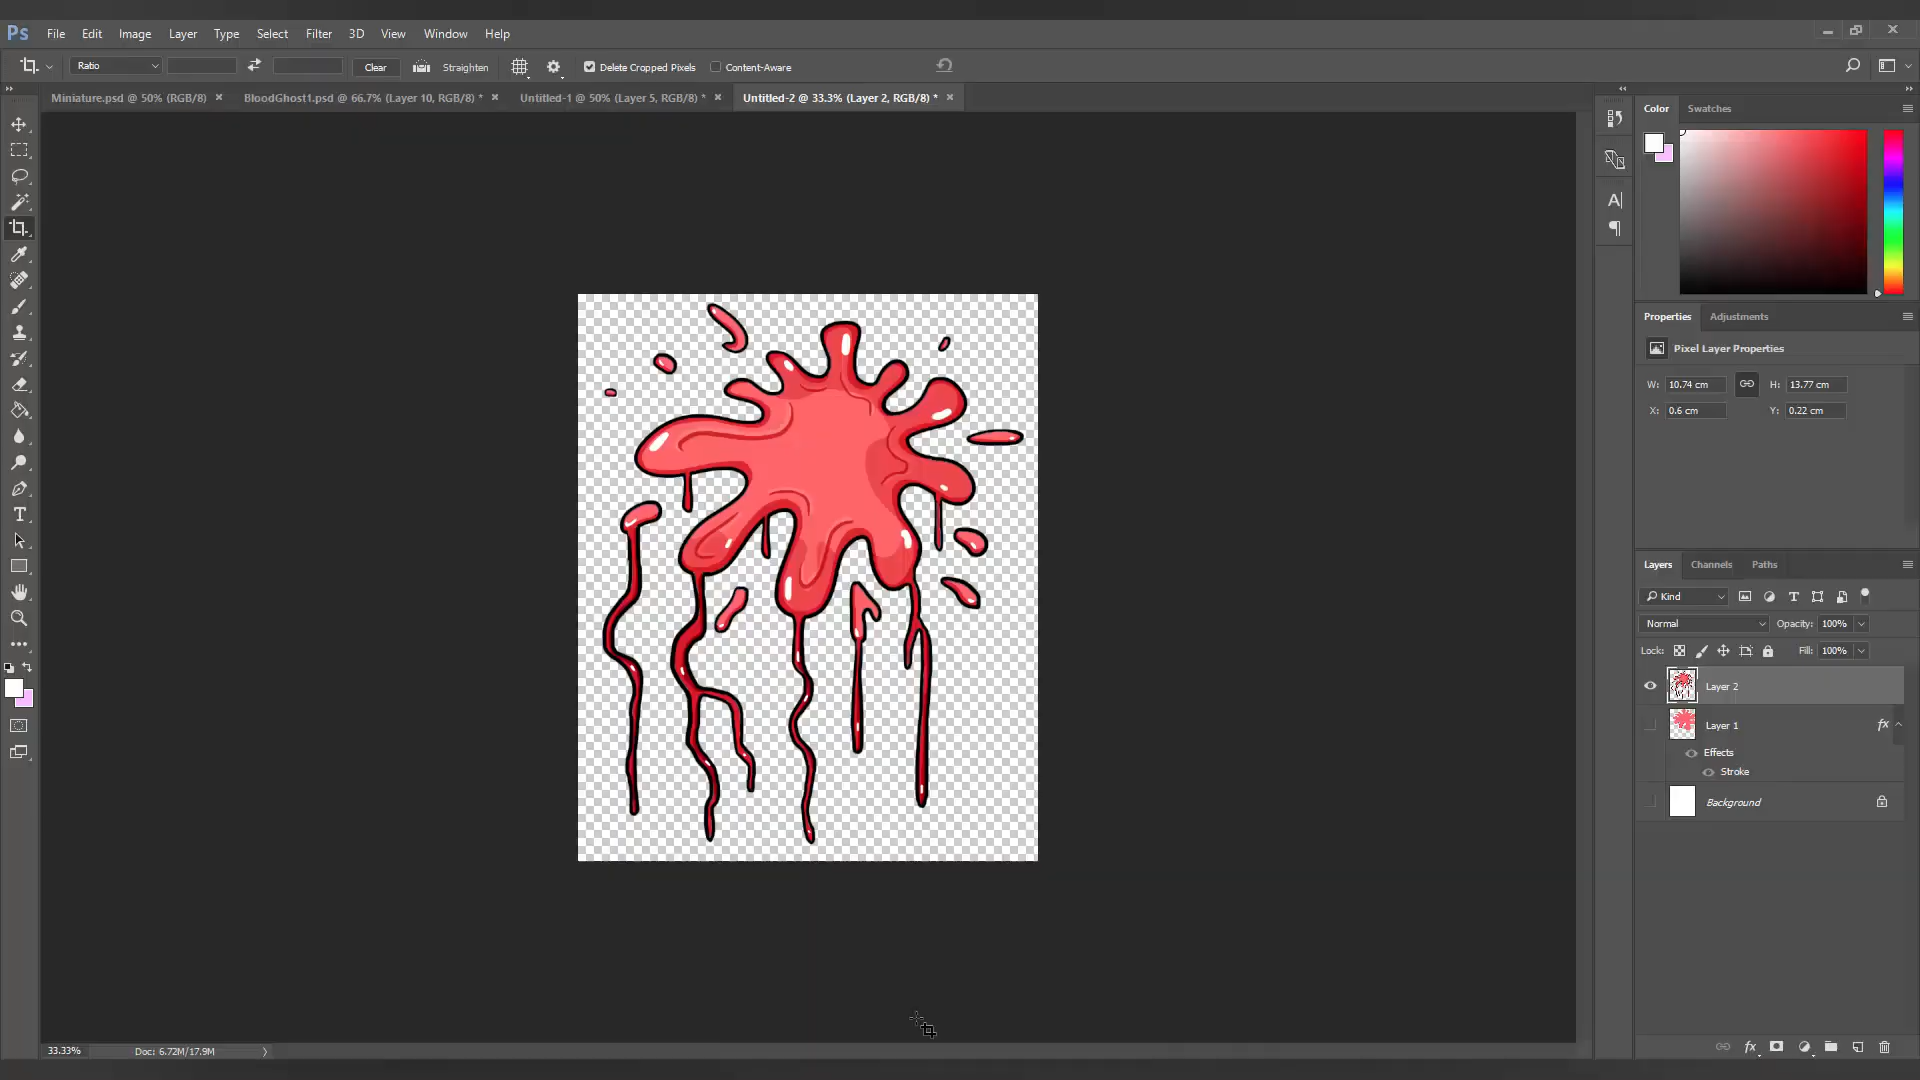 Ps File Edit Image Layer Type Select Filter 3D View Window Help
Ratio Clear Straighten Delete Cropped Pixels Content-Aware
Miniature.psd @ 50% (RGB/8) BloodGhost1.psd @ 66.7% (Layer 10, RGB/8) * Untitled-1 @ 50% (Layer 5, RGB/8) * Untitled-2 @ 33.3% (Layer 2, RGB/8) *
Color Swatches
Properties Adjustments
Pixel Layer Properties
W: 10.74 cm H: 13.77 cm
X: 0.6 cm Y: 0.22 cm
Layers Channels Paths
Kind
Normal Opacity: 100%
Lock: Fill: 100%
Layer 2
Layer 1 fx
Effects
Stroke
Background
33.33% Doc: 6.72M/17.9M
fx